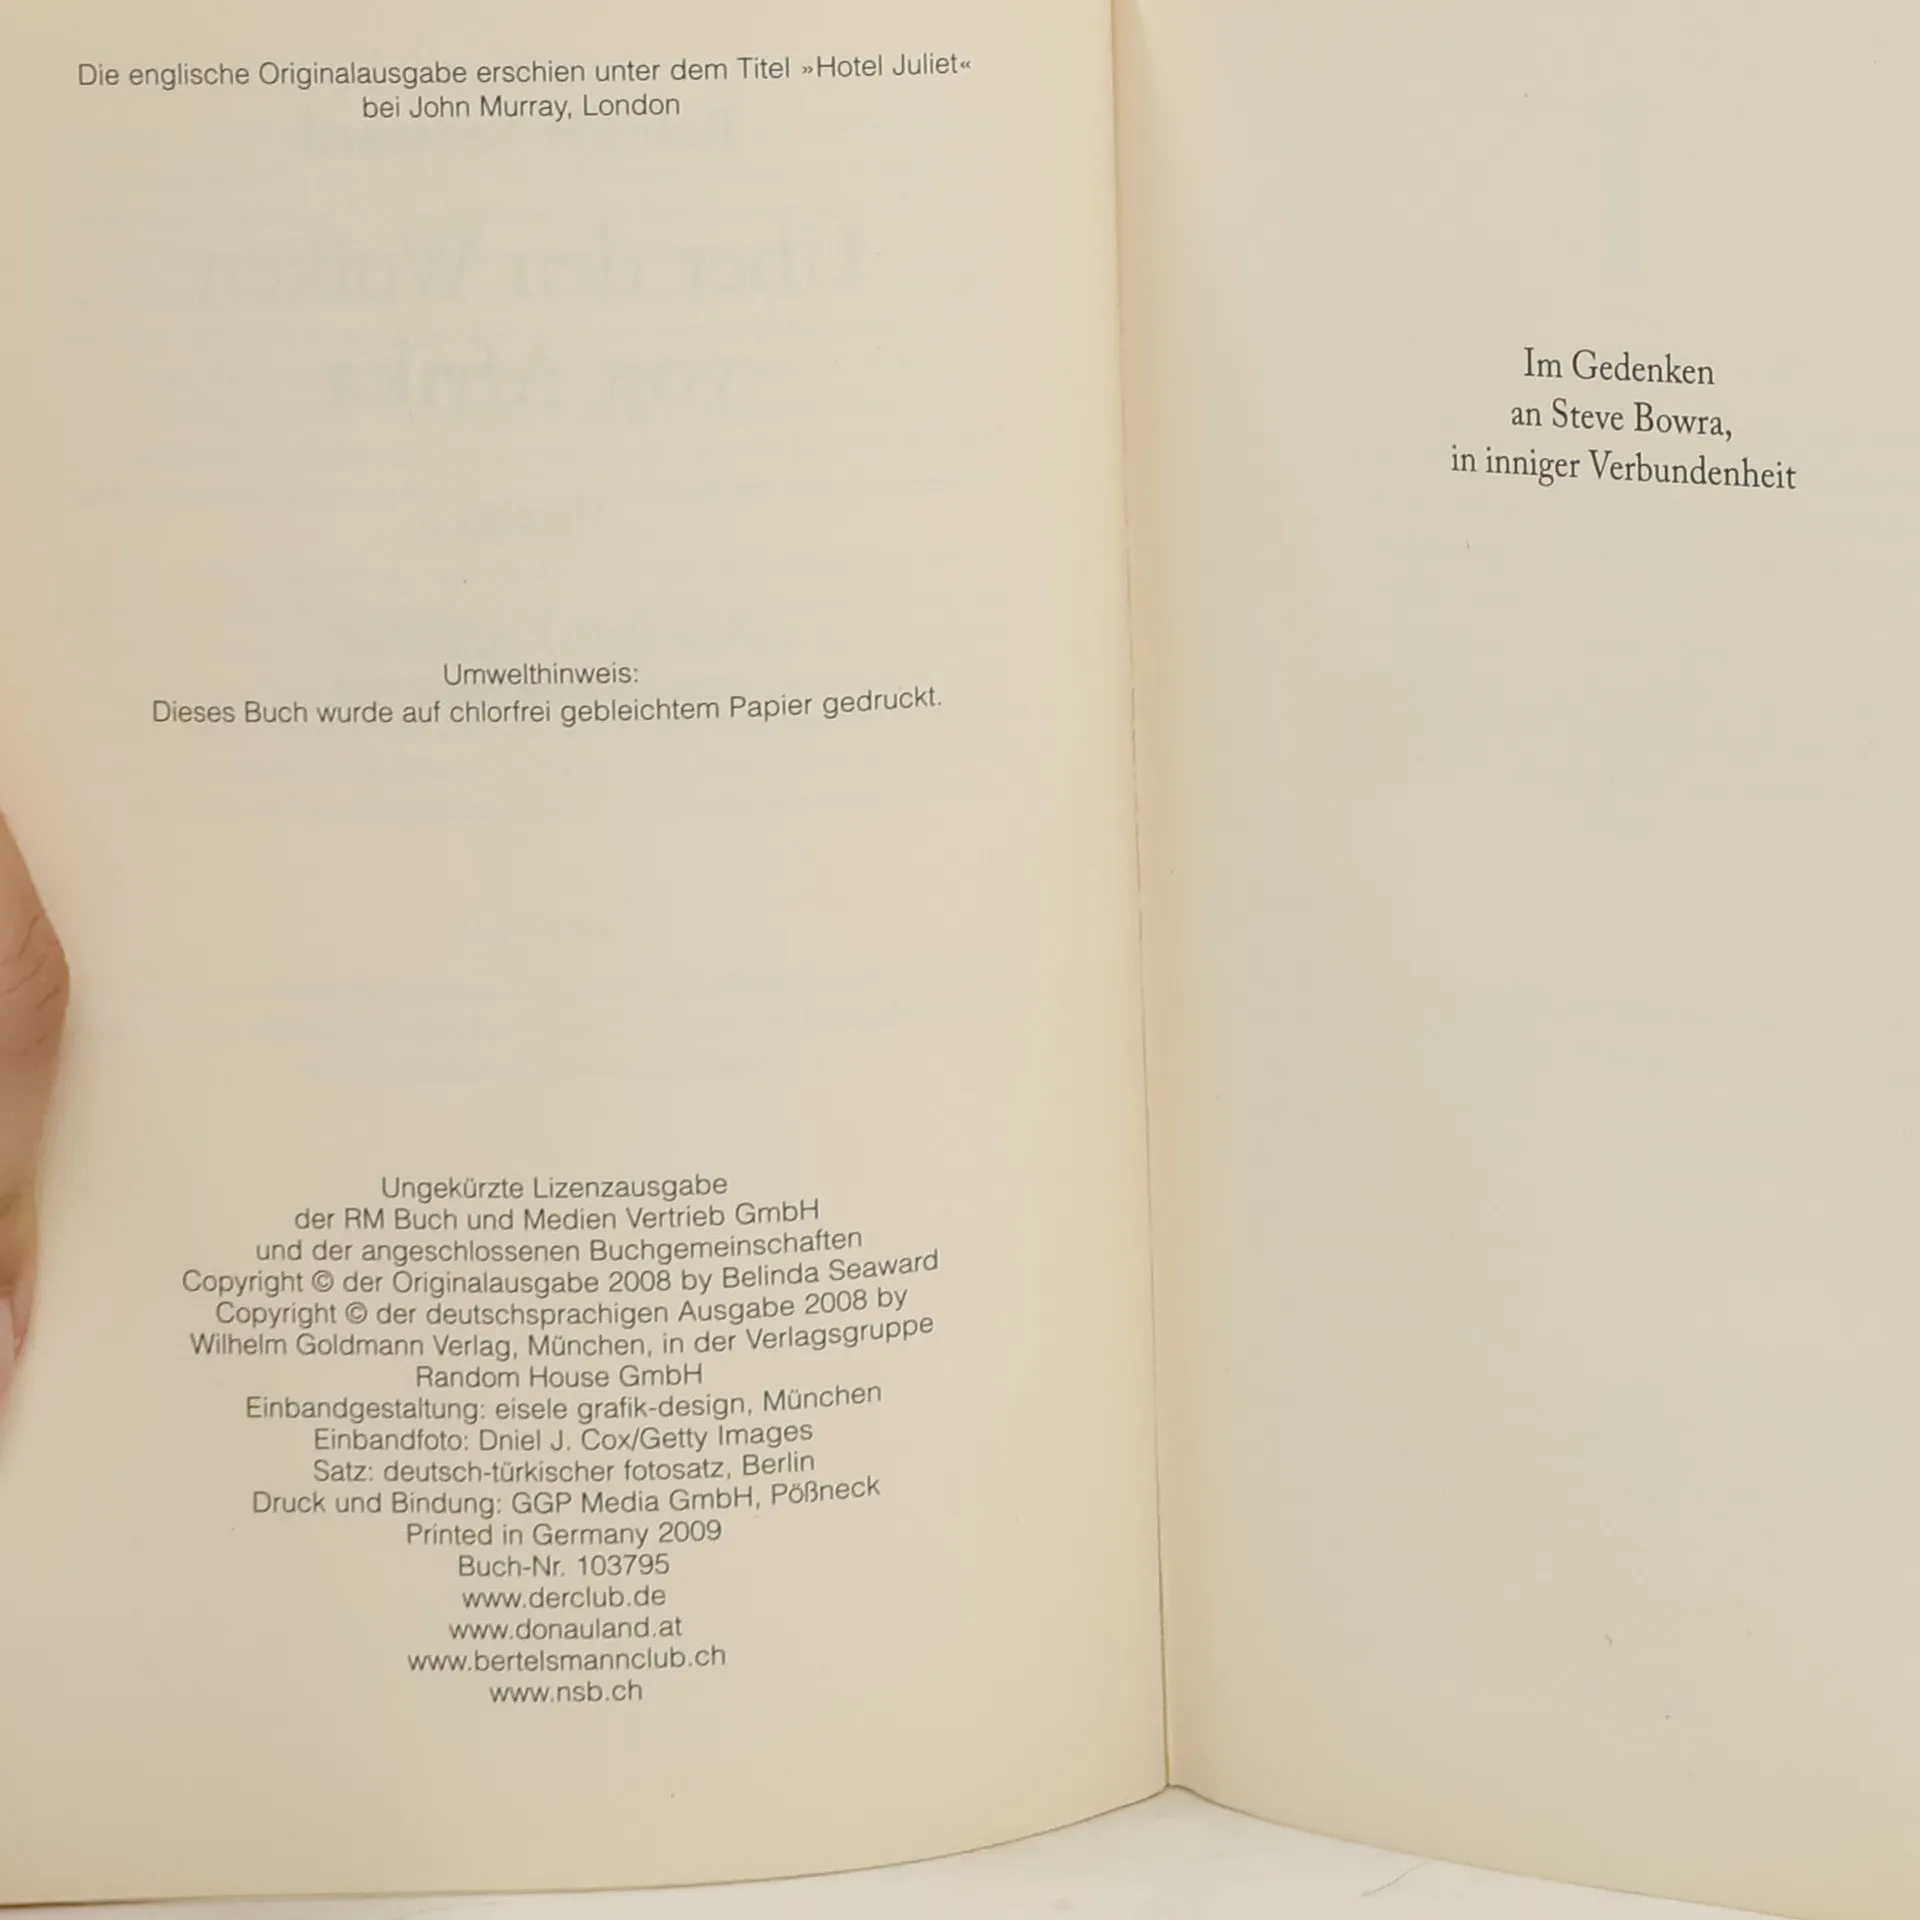 Die englische Originalausgabe erschien unter dem Titel »Hotel Juliet«
bei John Murray, London
Umwelthinweis:
Dieses Buch wurde auf chlorfrei gebleichtem Papier gedruckt.
Ungekürzte Lizenzausgabe
der RM Buch und Medien Vertrieb GmbH
und der angeschlossenen Buchgemeinschaften
Copyright © der Originalausgabe 2008 by Belinda Seaward
Copyright © der deutschsprachigen Ausgabe 2008 by
Wilhelm Goldmann Verlag, München, in der Verlagsgruppe
Random House GmbH
Einbandgestaltung: eisele grafik-design, München
Einbandfoto: Dniel J. Cox/Getty Images
Satz: deutsch-türkischer fotosatz, Berlin
Druck und Bindung: GGP Media GmbH, Pößneck
Printed in Germany 2009
Buch-Nr. 103795
www.derclub.de
www.donauland.at
www.bertelsmannclub.ch
www.nsb.ch
Im Gedenken
an Steve Bowra,
in inniger Verbundenheit